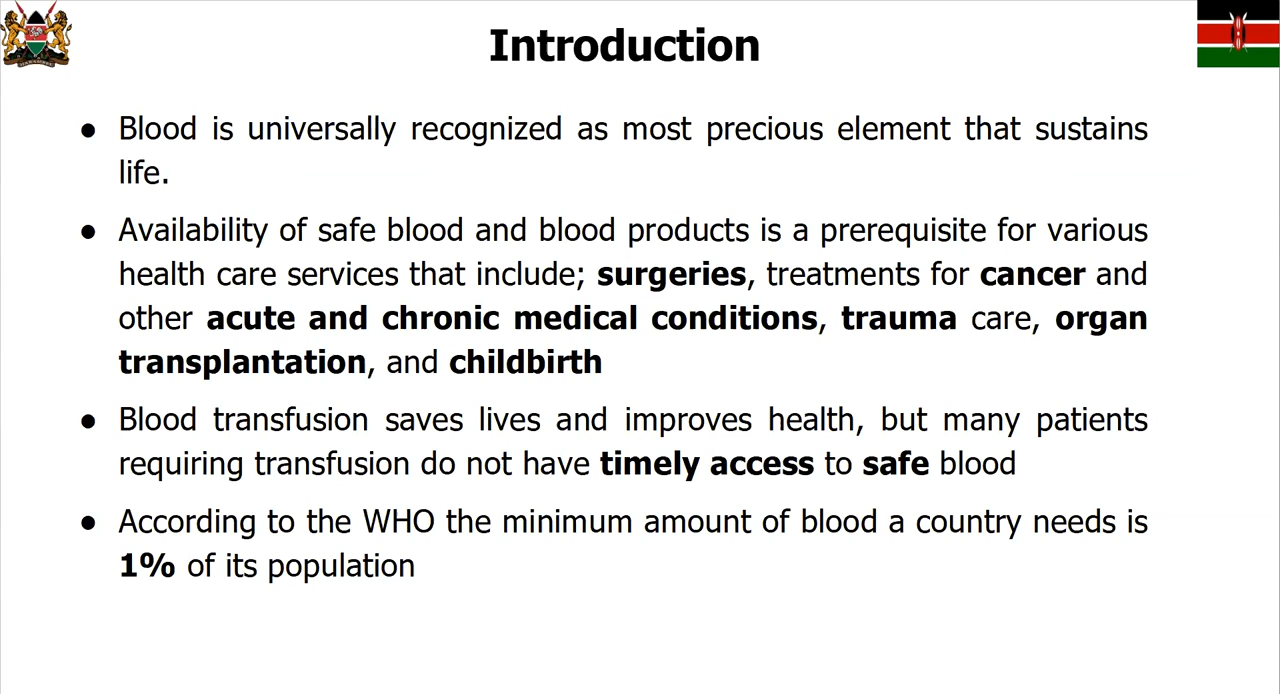 Introduction
● Blood is universally recognized as most precious element that sustains
life.
● Availability of safe blood and blood products is a prerequisite for various
health care services that include; surgeries, treatments for cancer and
other acute and chronic medical conditions, trauma care, organ
transplantation, and childbirth
● Blood transfusion saves lives and improves health, but many patients
requiring transfusion do not have timely access to safe blood
● According to the WHO the minimum amount of blood a country needs is
1% of its population